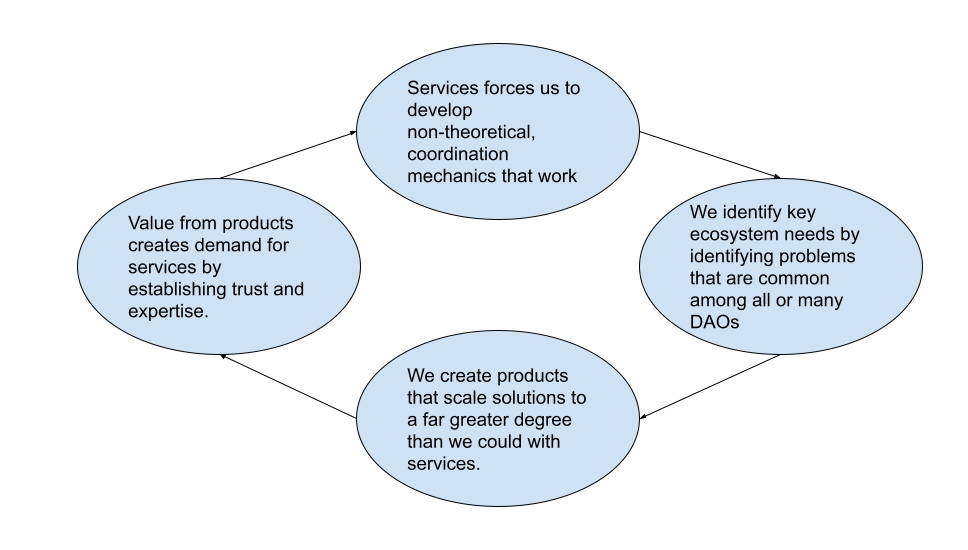 Services forces us to
develop
non-theoretical,
coordination
mechanics that work
We identify key
ecosystem needs by
identifying problems
that are common
among all or many
DAOs
We create products
that scale solutions to
a far greater degree
than we could with
services.
Value from products
creates demand for
services by
establishing trust and
expertise.